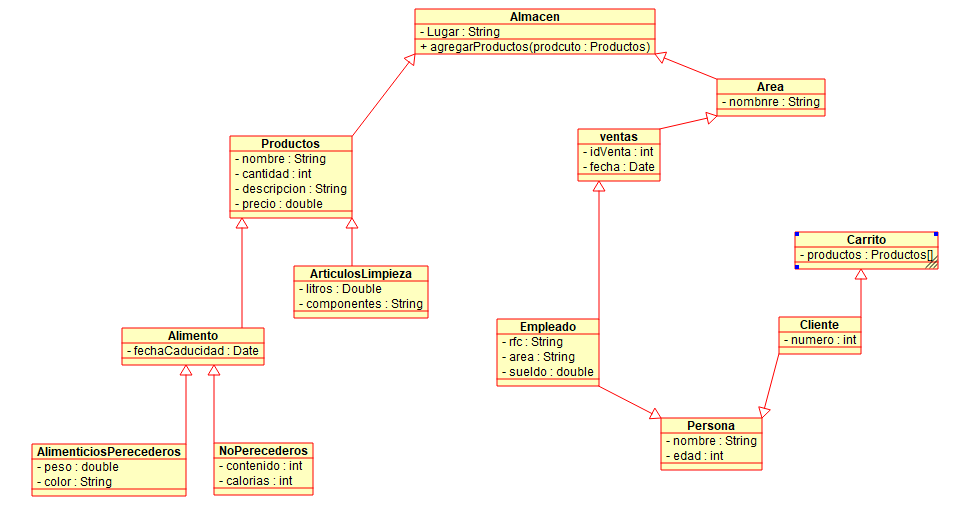 Almacen
- Lugar : String
+ agregarProductos(prodcuto : Productos)
Area
- nombnre : String
Productos
- nombre : String
- cantidad : int
- descripcion : String
- precio : double
ventas
- idVenta : int
- fecha : Date
Carrito
- productos : Productos[]
ArticulosLimpieza
- litros : Double
- componentes : String
Alimento
- fechaCaducidad : Date
Empleado
- rfc : String
- area : String
- sueldo : double
Cliente
- numero : int
Persona
- nombre : String
- edad : int
AlimenticiosPerecederos
- peso : double
- color : String
NoPerecederos
- contenido : int
- calorias : int